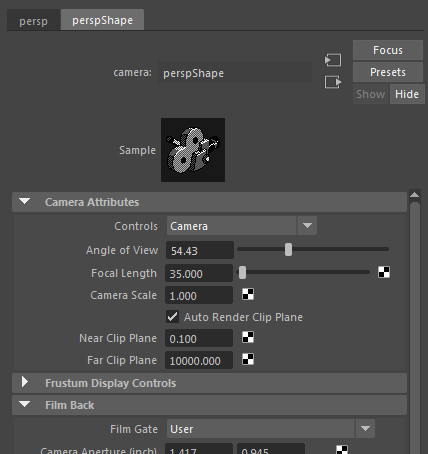 persp perspShape
Focus
camera: perspShape
Presets
Show Hide
Sample
Camera Attributes
Controls Camera
Angle of View 54.43
Focal Length 35.000
Camera Scale 1.000
Auto Render Clip Plane
Near Clip Plane 0.100
Far Clip Plane 10000.000
Frustum Display Controls
Film Back
Film Gate User
Camera Aperture (inch) 1.417 0.945